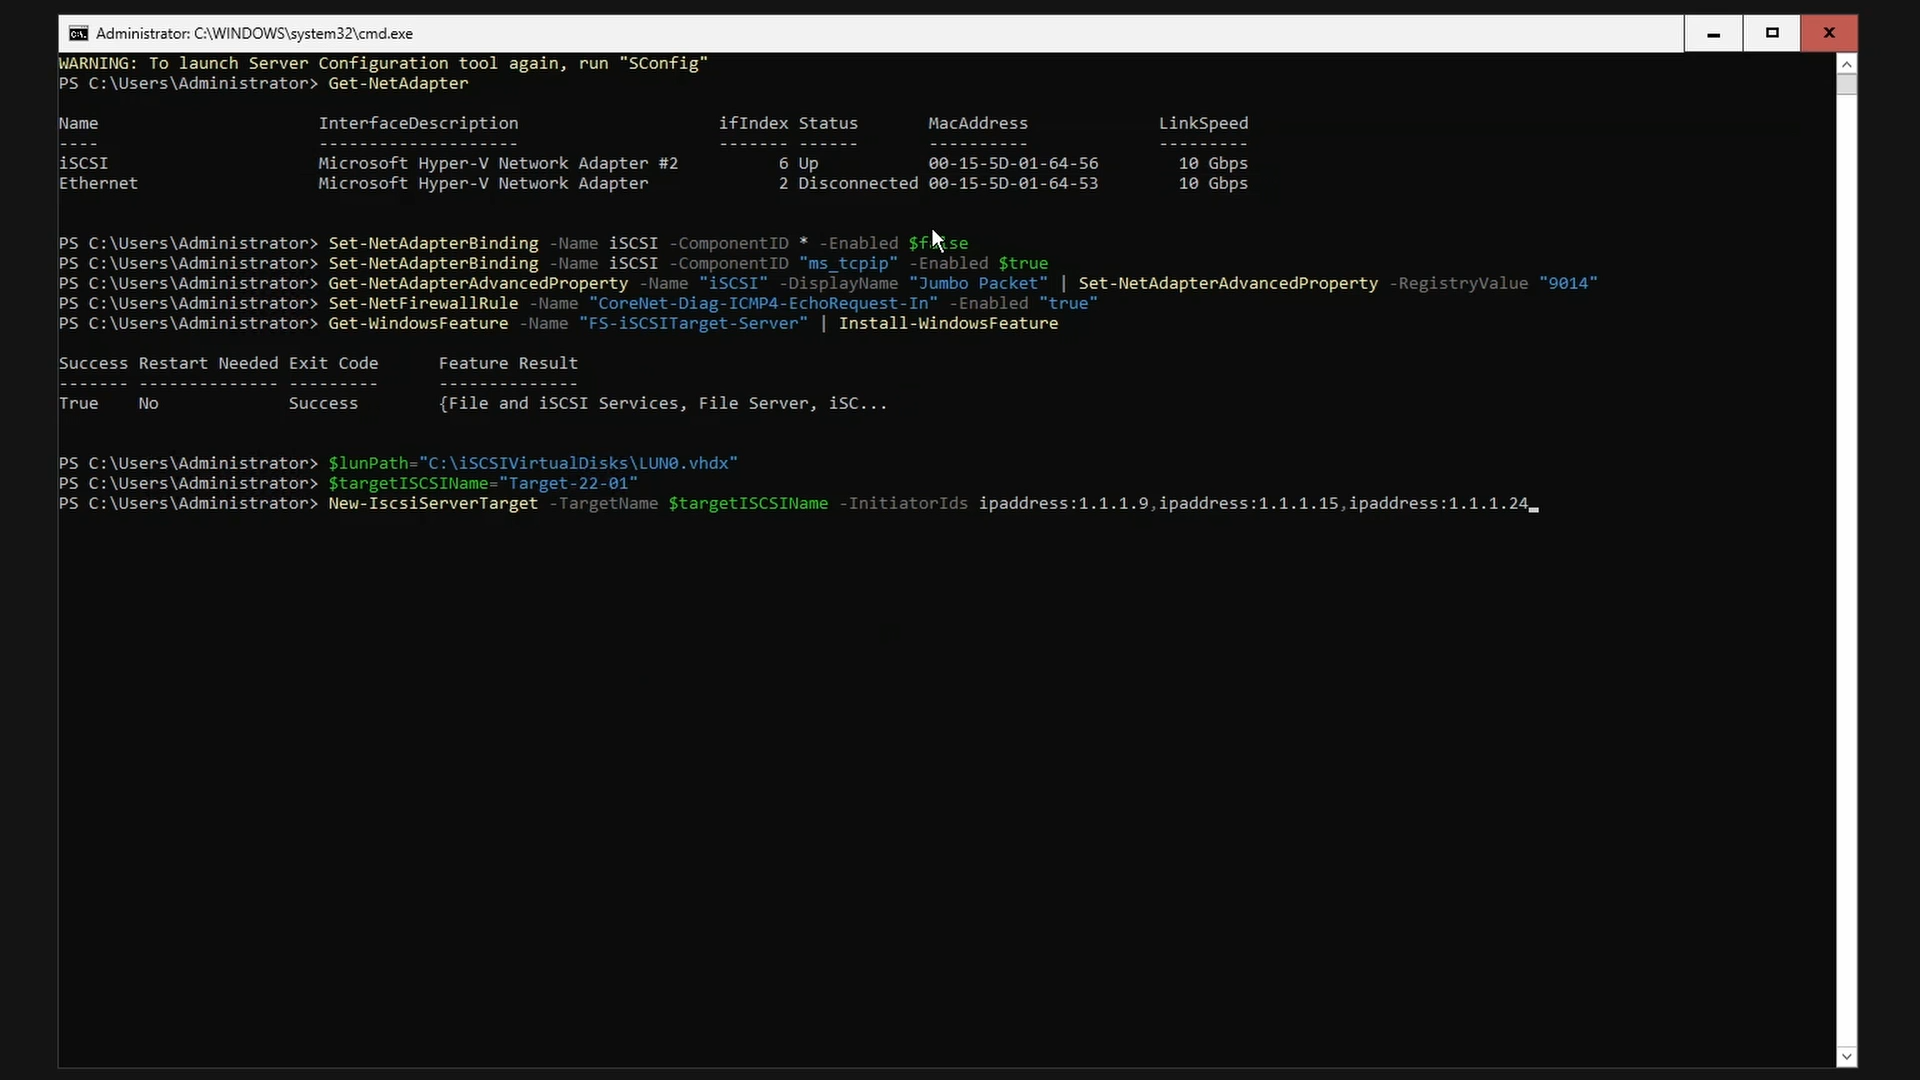 Administrator: C:\WINDOWS\system32\cmd.exe
WARNING: To launch Server Configuration tool again, run "SConfig"
PS C:\Users\Administrator> Get-NetAdapter
Name InterfaceDescription ifIndex Status MacAddress LinkSpeed
---- -------------------- ------- ------ ---------- ---------
iSCSI Microsoft Hyper-V Network Adapter #2 6 Up 00-15-5D-01-64-56 10 Gbps
Ethernet Microsoft Hyper-V Network Adapter 2 Disconnected 00-15-5D-01-64-53 10 Gbps
PS C:\Users\Administrator> Set-NetAdapterBinding -Name iSCSI -ComponentID * -Enabled $false
PS C:\Users\Administrator> Set-NetAdapterBinding -Name iSCSI -ComponentID "ms_tcpip" -Enabled $true
PS C:\Users\Administrator> Get-NetAdapterAdvancedProperty -Name "iSCSI" -DisplayName "Jumbo Packet" | Set-NetAdapterAdvancedProperty -RegistryValue "9014"
PS C:\Users\Administrator> Set-NetFirewallRule -Name "CoreNet-Diag-ICMP4-EchoRequest-In" -Enabled "true"
PS C:\Users\Administrator> Get-WindowsFeature -Name "FS-iSCSITarget-Server" | Install-WindowsFeature
Success Restart Needed Exit Code Feature Result
------- -------------- --------- --------------
True No Success {File and iSCSI Services, File Server, iSC...
PS C:\Users\Administrator> $lunPath="C:\iSCSIVirtualDisks\LUN0.vhdx"
PS C:\Users\Administrator> $targetISCSIName="Target-22-01"
PS C:\Users\Administrator> New-IscsiServerTarget -TargetName $targetISCSIName -InitiatorIds ipaddress:1.1.1.9,ipaddress:1.1.1.15,ipaddress:1.1.1.24